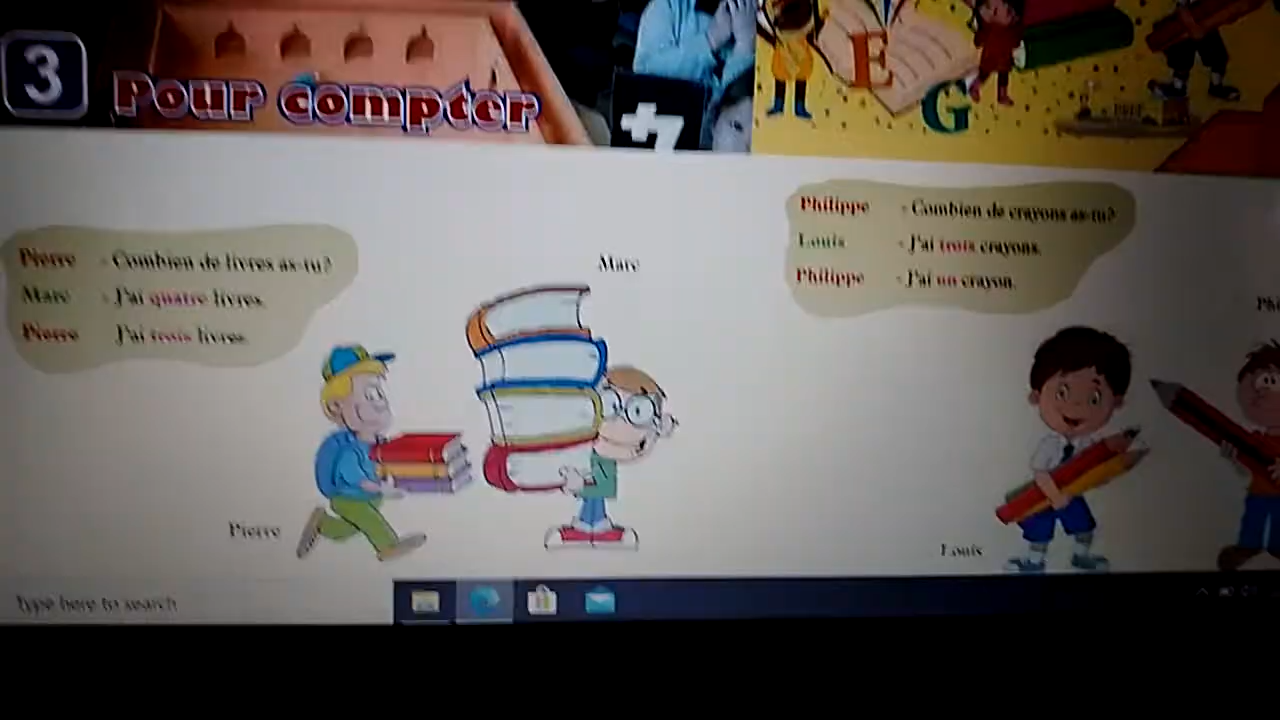 3
Pour compter
+7
E
G
Pierre - Combien de livres as-tu?
Marc - J'ai quatre livres.
Pierre J'ai trois livres.
Marc
Pierre
Philippe - Combien de crayons as-tu?
Louis - J'ai trois crayons.
Philippe - J'ai un crayon.
Louis
Type here to search